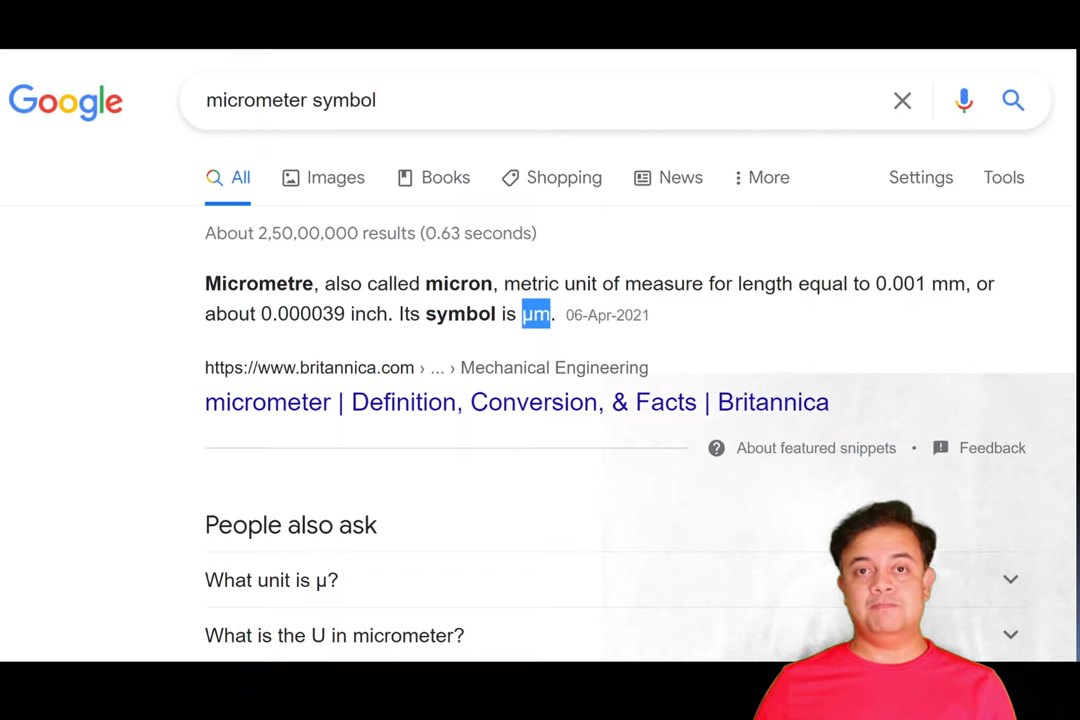 Google
micrometer symbol
All Images Books Shopping News More Settings Tools
About 2,50,00,000 results (0.63 seconds)
Micrometre, also called micron, metric unit of measure for length equal to 0.001 mm, or
about 0.000039 inch. Its symbol is µm. 06-Apr-2021
https://www.britannica.com › ... › Mechanical Engineering
micrometer | Definition, Conversion, & Facts | Britannica
About featured snippets • Feedback
People also ask
What unit is μ?
What is the U in micrometer?